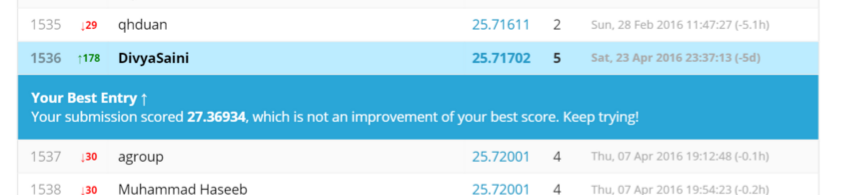 1535 ↓29 qhduan 25.71611 2 Sun, 28 Feb 2016 11:47:27 (-5.1h)
1536 ↑178 DivyaSaini 25.71702 5 Sat, 23 Apr 2016 23:37:13 (-5d)
Your Best Entry ↑
Your submission scored 27.36934, which is not an improvement of your best score. Keep trying!
1537 ↓30 agroup 25.72001 4 Thu, 07 Apr 2016 19:12:48 (-0.1h)
1538 ↓30 Muhammad Haseeb 25.72001 4 Thu, 07 Apr 2016 19:54:23 (-0.2h)